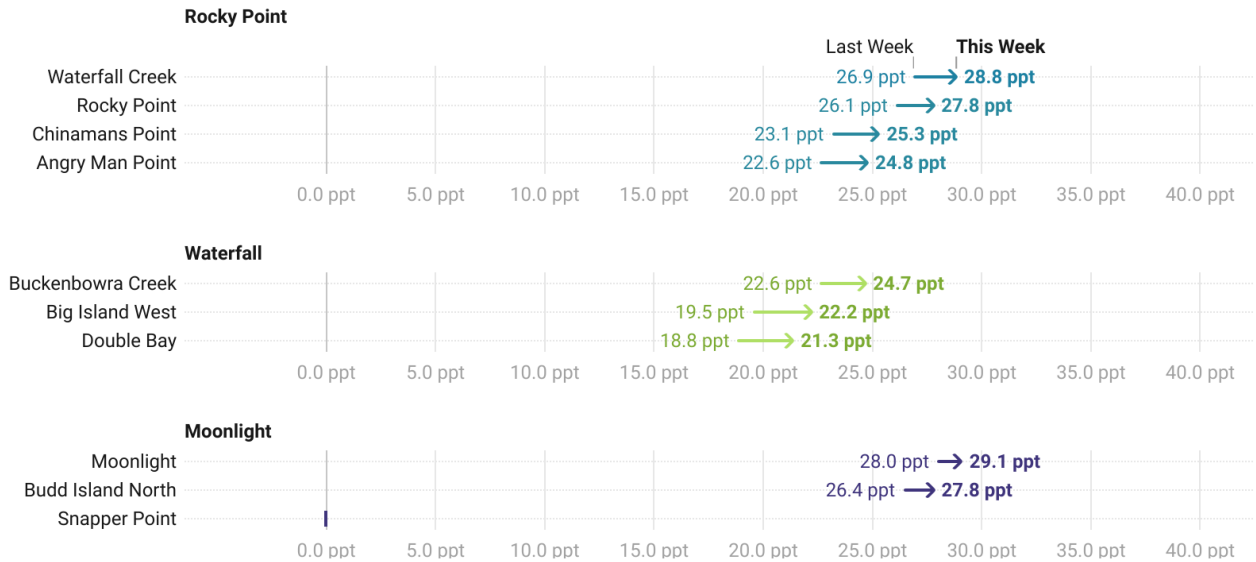 Rocky Point
Last Week This Week
Waterfall Creek 26.9 ppt 28.8 ppt
Rocky Point 26.1 ppt 27.8 ppt
Chinamans Point 23.1 ppt 25.3 ppt
Angry Man Point 22.6 ppt 24.8 ppt
0.0 ppt 5.0 ppt 10.0 ppt 15.0 ppt 20.0 ppt 25.0 ppt 30.0 ppt 35.0 ppt 40.0 ppt
Waterfall
Buckenbowra Creek 22.6 ppt 24.7 ppt
Big Island West 19.5 ppt 22.2 ppt
Double Bay 18.8 ppt 21.3 ppt
0.0 ppt 5.0 ppt 10.0 ppt 15.0 ppt 20.0 ppt 25.0 ppt 30.0 ppt 35.0 ppt 40.0 ppt
Moonlight
Moonlight 28.0 ppt 29.1 ppt
Budd Island North 26.4 ppt 27.8 ppt
Snapper Point
0.0 ppt 5.0 ppt 10.0 ppt 15.0 ppt 20.0 ppt 25.0 ppt 30.0 ppt 35.0 ppt 40.0 ppt